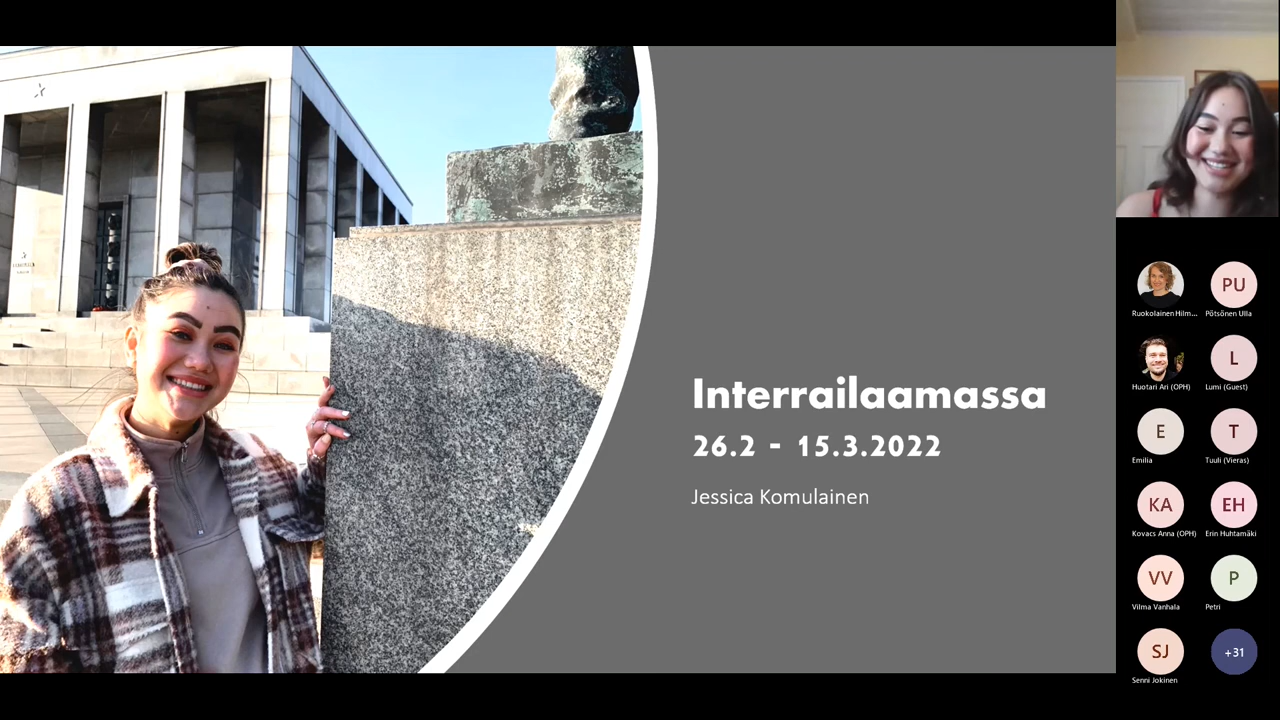 Interrailaamassa
26.2 - 15.3.2022
Jessica Komulainen
Ruokolainen Hilm...
PU
Pötsönen Ulla
Huotari Ari (OPH)
L
Lumi (Guest)
E
Emilia
T
Tuuli (Vieras)
KA
Kovacs Anna (OPH)
EH
Erin Huhtamäki
VV
Vilma Vanhala
P
Petri
SJ
Senni Jokinen
+31